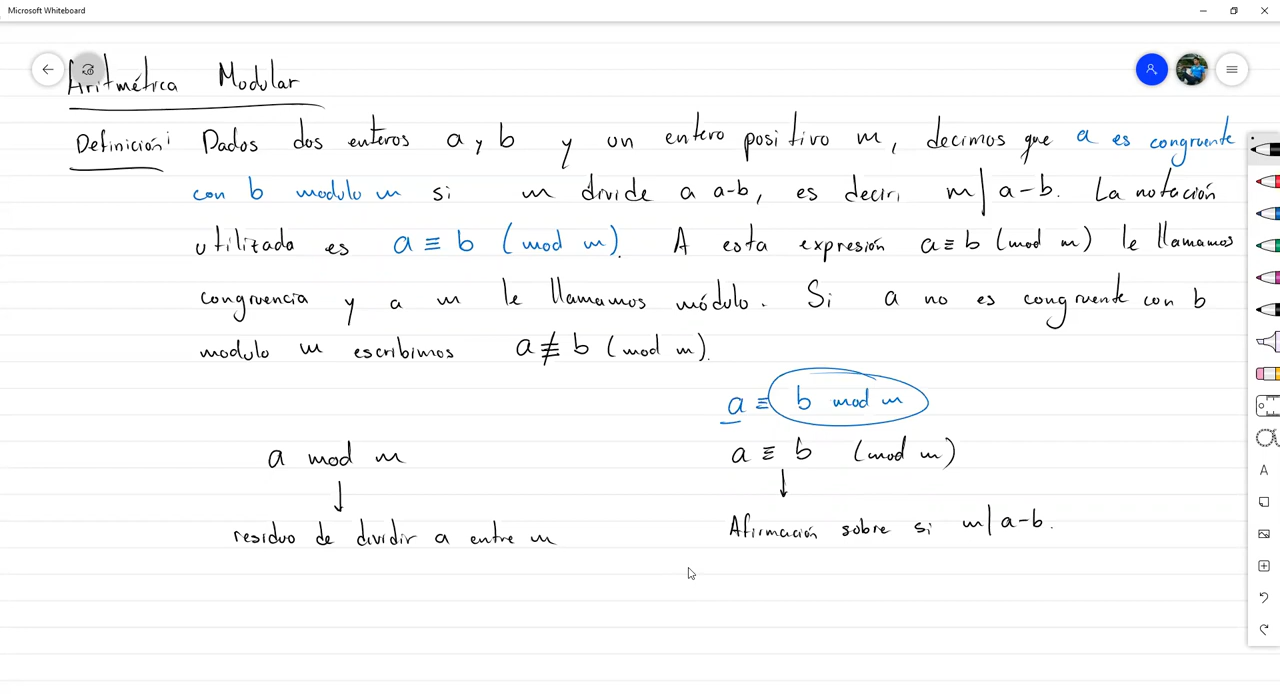 Microsoft Whiteboard
Aritmética Modular
Definición: Dados dos enteros a y b y un entero positivo m, decimos que a es congruente
con b modulo m si m divide a a-b, es decir, m | a-b. La notación
utilizada es a ≡ b (mod m). A esta expresión a ≡ b (mod m) le llamamos
congruencia y a m le llamamos módulo. Si a no es congruente con b
modulo m escribimos a ≢ b (mod m).
a ≡ b mod m
a mod m
a ≡ b (mod m)
↓
↓
residuo de dividir a entre m
Afirmación sobre si m | a-b.
A